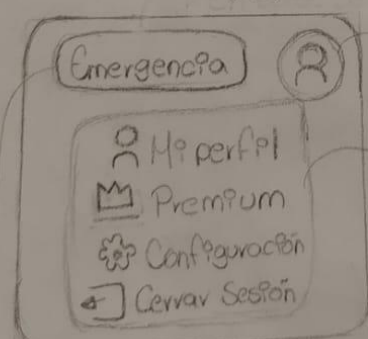 Emergencia
Mi perfil
Premium
Configuración
Cerrar Sesión